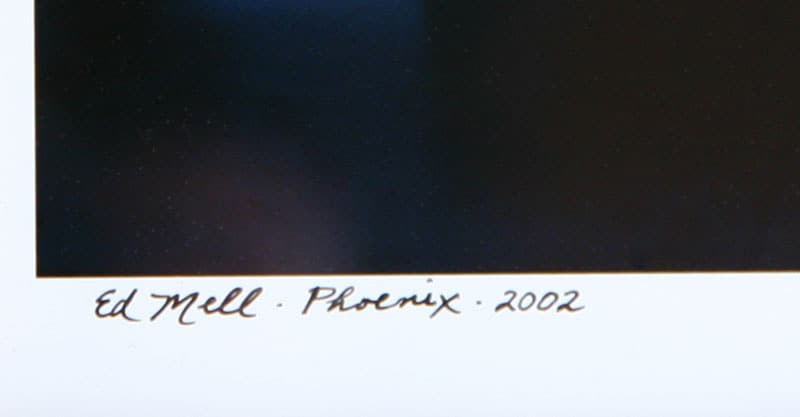 Ed Mell · Phoenix · 2002